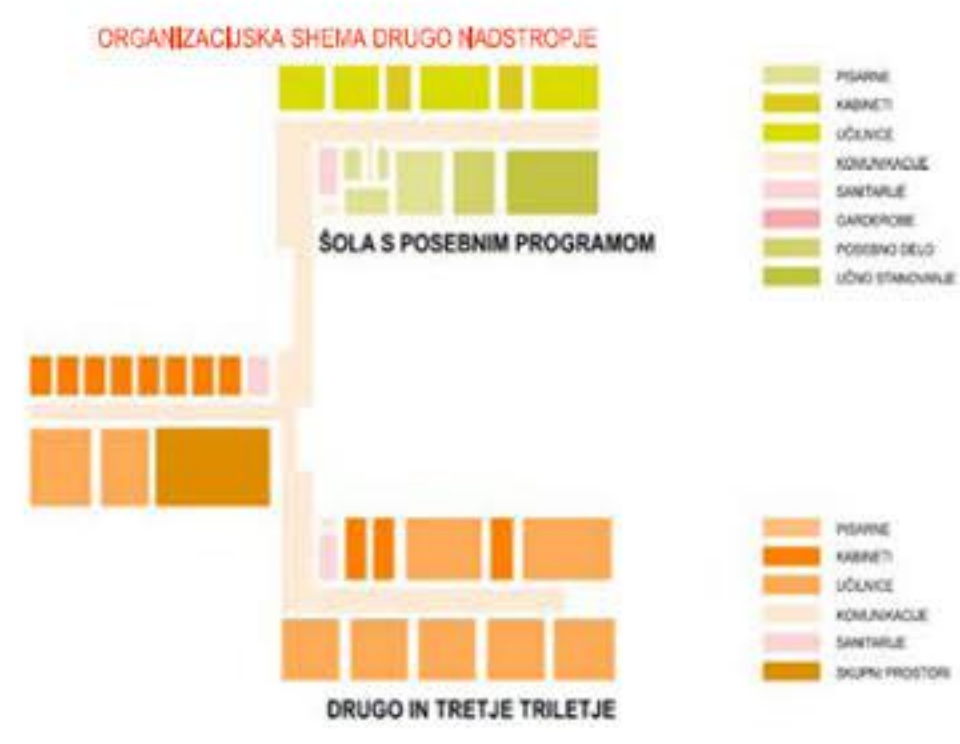 ORGANIZACIJSKA SHEMA DRUGO NADSTROPJE
PISARNE
KABINETI
UČILNICE
KOMUNIKACIJE
SANITARIJE
GARDEROBE
POSEBNO DELO
UČNO STANOVANJE
ŠOLA S POSEBNIM PROGRAMOM
PISARNE
KABINETI
UČILNICE
KOMUNIKACIJE
SANITARIJE
SKUPNI PROSTORI
DRUGO IN TRETJE TRILETJE